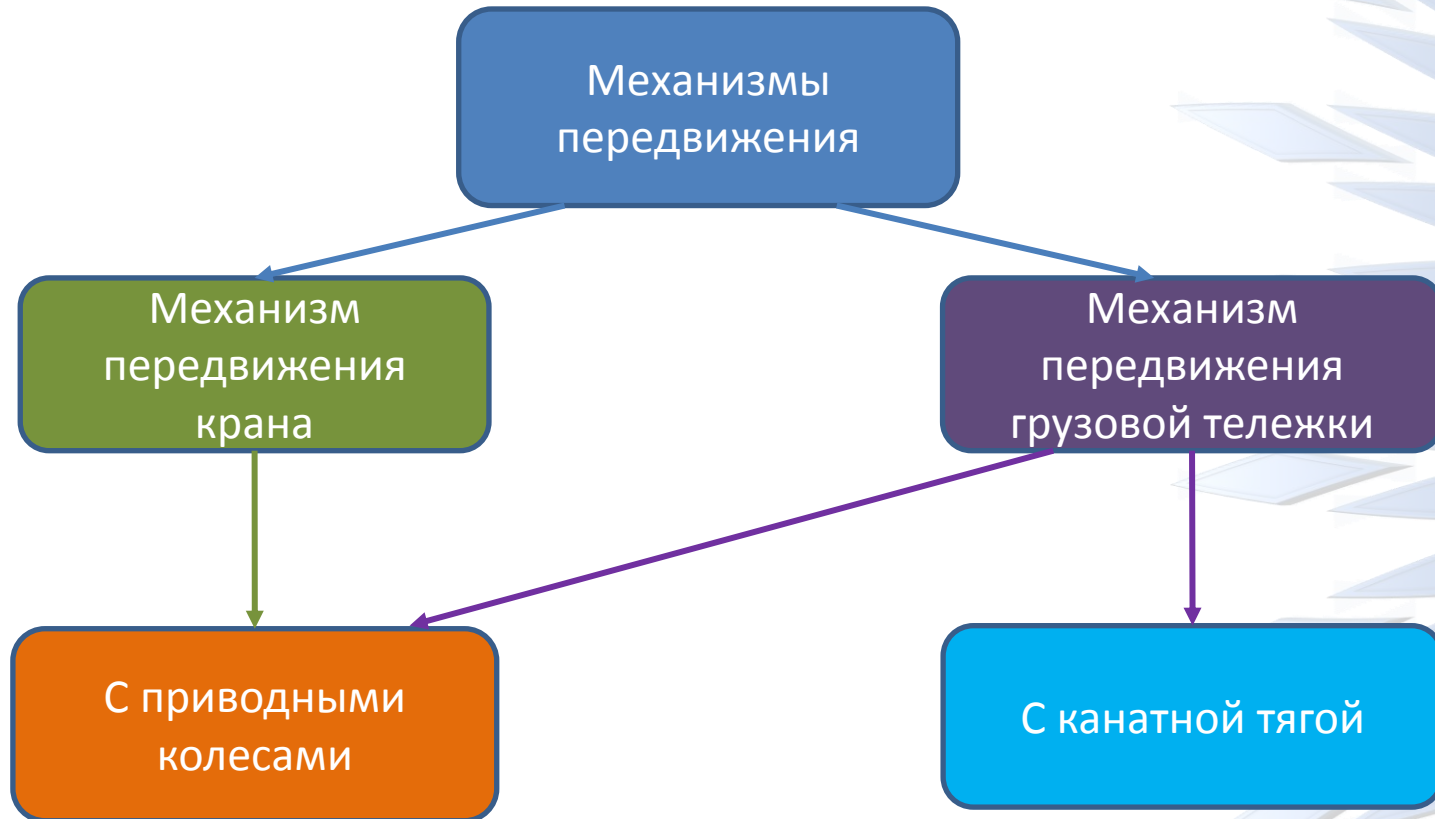 Механизмы
передвижения
Механизм
передвижения
крана
Механизм
передвижения
грузовой тележки
С приводными
колесами
С канатной тягой